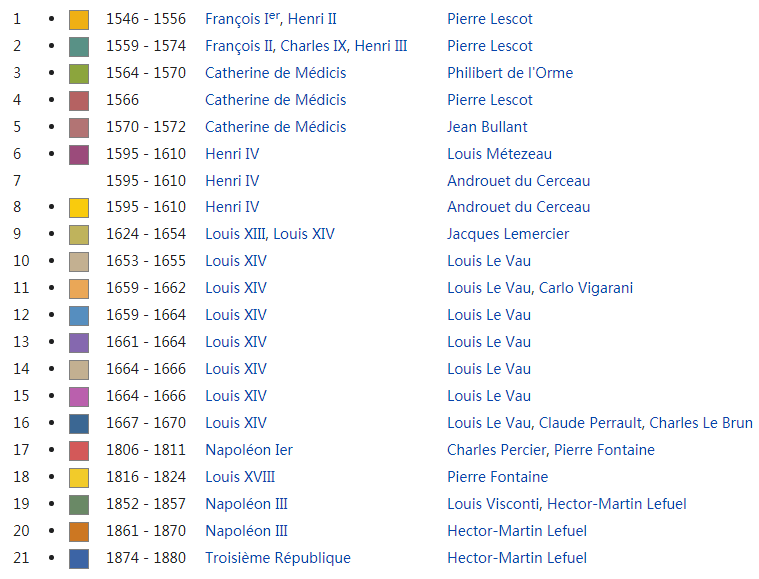 1 • 1546 - 1556 François Ier, Henri II Pierre Lescot
2 • 1559 - 1574 François II, Charles IX, Henri III Pierre Lescot
3 • 1564 - 1570 Catherine de Médicis Philibert de l'Orme
4 • 1566 Catherine de Médicis Pierre Lescot
5 • 1570 - 1572 Catherine de Médicis Jean Bullant
6 • 1595 - 1610 Henri IV Louis Métezeau
7 1595 - 1610 Henri IV Androuet du Cerceau
8 • 1595 - 1610 Henri IV Androuet du Cerceau
9 • 1624 - 1654 Louis XIII, Louis XIV Jacques Lemercier
10 • 1653 - 1655 Louis XIV Louis Le Vau
11 • 1659 - 1662 Louis XIV Louis Le Vau, Carlo Vigarani
12 • 1659 - 1664 Louis XIV Louis Le Vau
13 • 1661 - 1664 Louis XIV Louis Le Vau
14 • 1664 - 1666 Louis XIV Louis Le Vau
15 • 1664 - 1666 Louis XIV Louis Le Vau
16 • 1667 - 1670 Louis XIV Louis Le Vau, Claude Perrault, Charles Le Brun
17 • 1806 - 1811 Napoléon Ier Charles Percier, Pierre Fontaine
18 • 1816 - 1824 Louis XVIII Pierre Fontaine
19 • 1852 - 1857 Napoléon III Louis Visconti, Hector-Martin Lefuel
20 • 1861 - 1870 Napoléon III Hector-Martin Lefuel
21 • 1874 - 1880 Troisième République Hector-Martin Lefuel